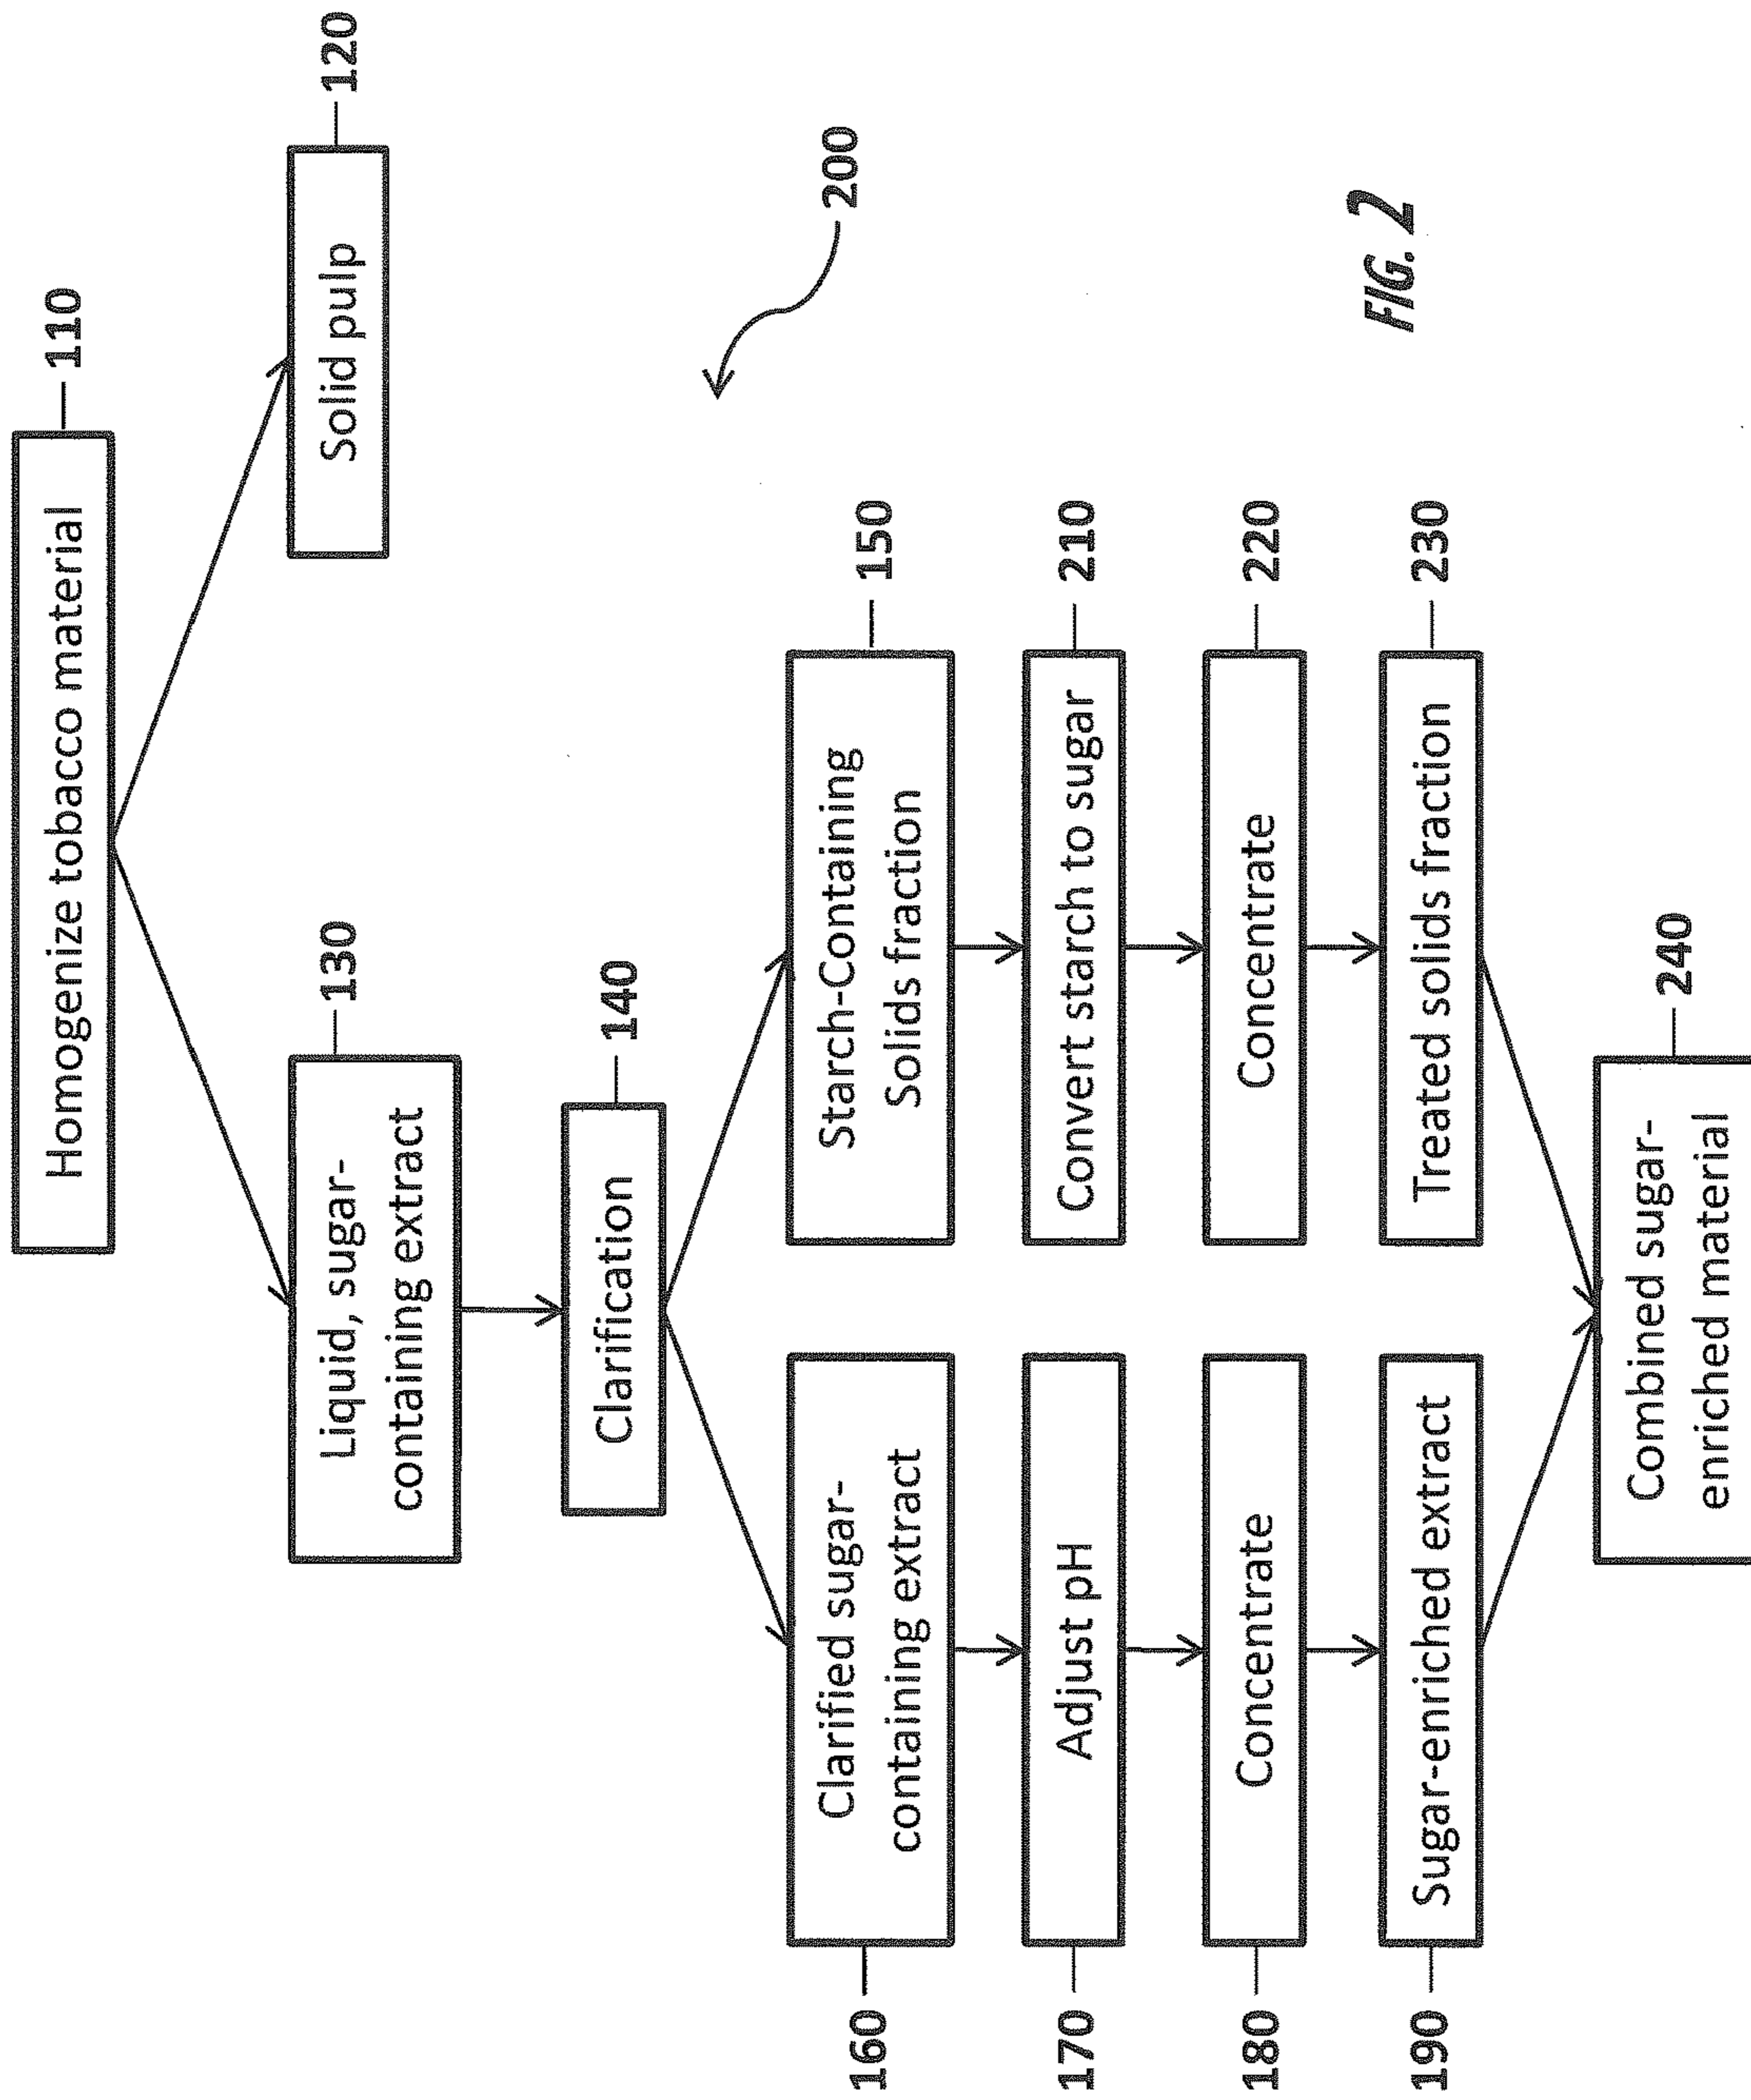 Homogenize tobacco material
110
Solid pulp
120
Liquid, sugar-
containing extract
130
Clarification
140
200
Clarified sugar-
containing extract
160
Starch-Containing
Solids fraction
150
Adjust pH
170
Convert starch to sugar
210
Concentrate
180
Concentrate
220
Sugar-enriched extract
190
Treated solids fraction
230
Combined sugar-
enriched material
240
FIG. 2